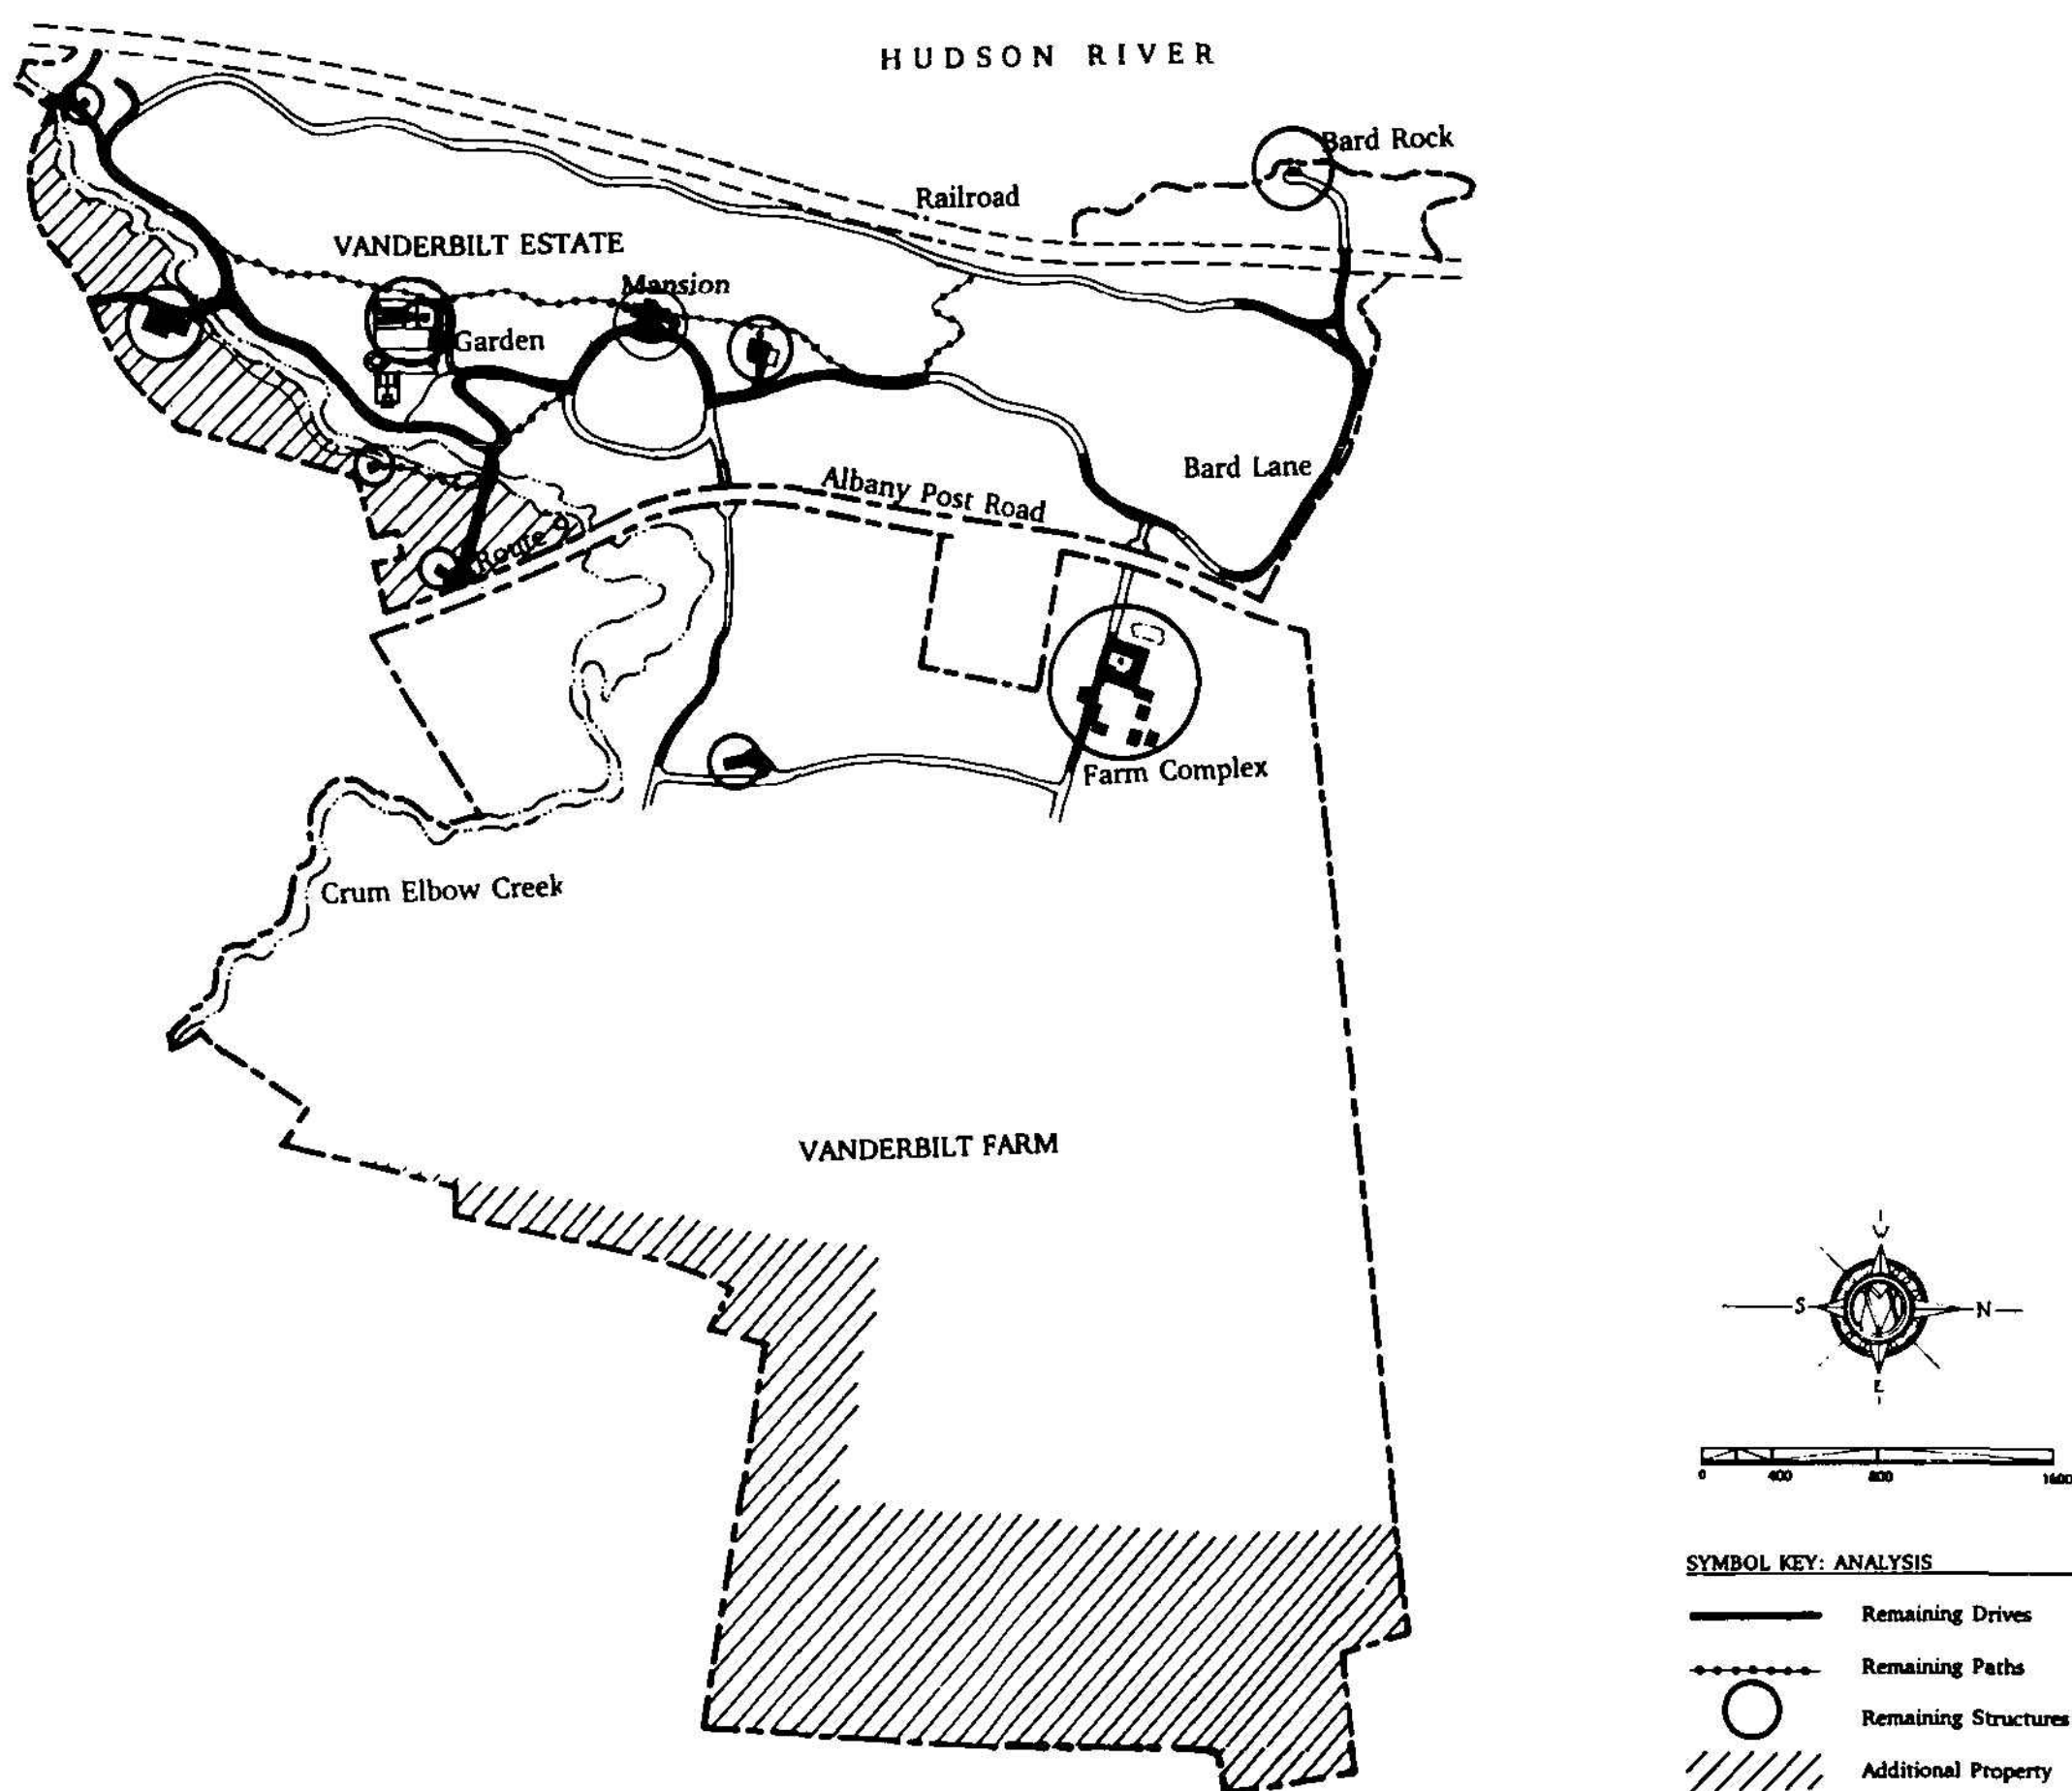 HUDSON RIVER
Bard Rock
Railroad
VANDERBILT ESTATE
Mansion
Garden
Bard Lane
Albany Post Road
Route 9
Farm Complex
Crum Elbow Creek
VANDERBILT FARM
W
S
N
E
0 400 800 1600
SYMBOL KEY: ANALYSIS
Remaining Drives
Remaining Paths
Remaining Structures
Additional Property